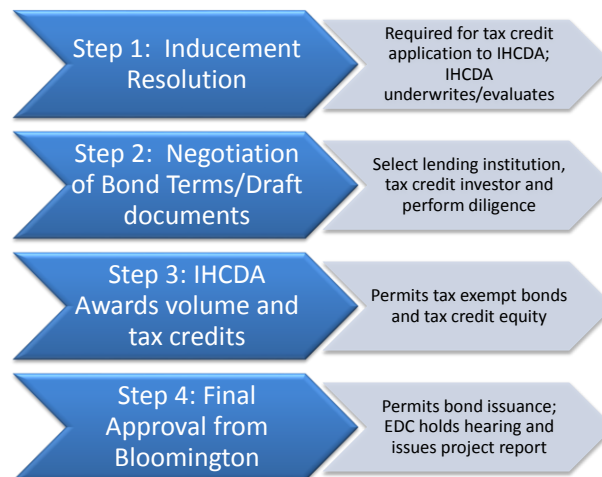 Step 1:  Inducement
Resolution
Required for tax credit
application to IHCDA;
IHCDA
underwrites/evaluates
Step 2:  Negotiation
of Bond Terms/Draft
documents
Select lending institution,
tax credit investor and
perform diligence
Step 3: IHCDA
Awards volume and
tax credits
Permits tax exempt bonds
and tax credit equity
Step 4: Final
Approval from
Bloomington
Permits bond issuance;
EDC holds hearing and
issues project report